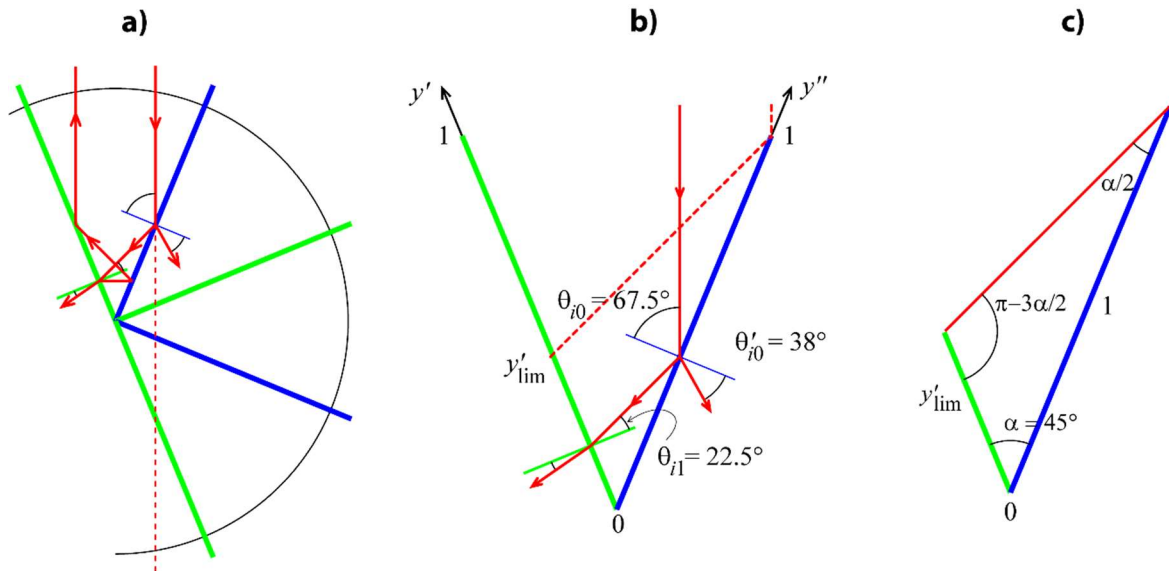 a)
b)
y′
1
y″
1
θi0 = 67.5°
θ′i0 = 38°
y′lim
θi1 = 22.5°
0
c)
α/2
π−3α/2
1
y′lim
α = 45°
0